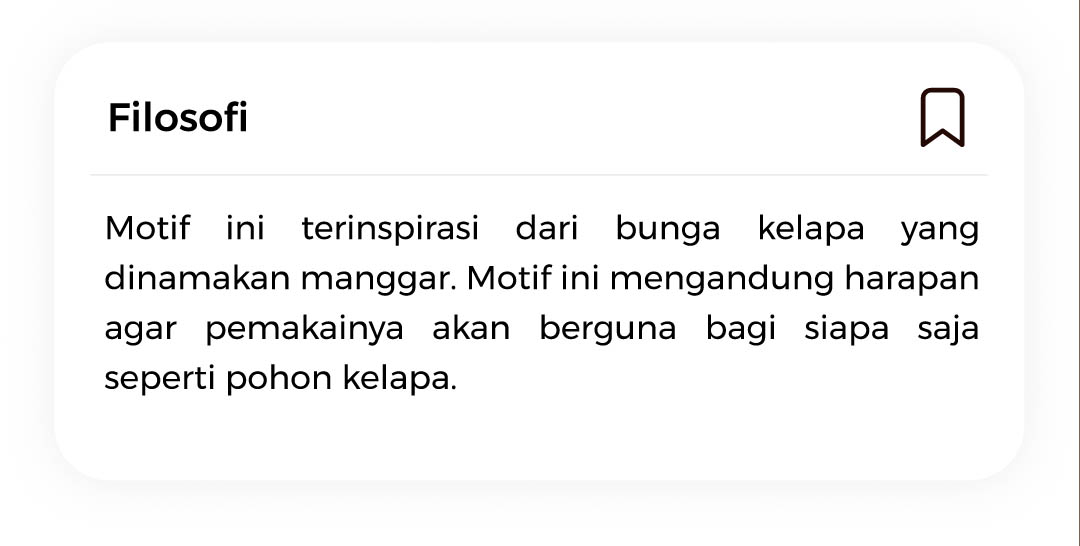 Filosofi
Motif ini terinspirasi dari bunga kelapa yang
dinamakan manggar. Motif ini mengandung harapan
agar pemakainya akan berguna bagi siapa saja
seperti pohon kelapa.